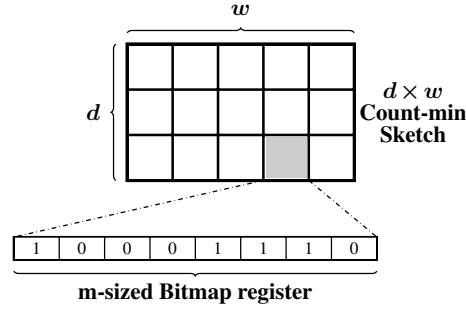 w
d
d × w
Count-min
Sketch
1 0 0 0 1 1 1 0
m-sized Bitmap register